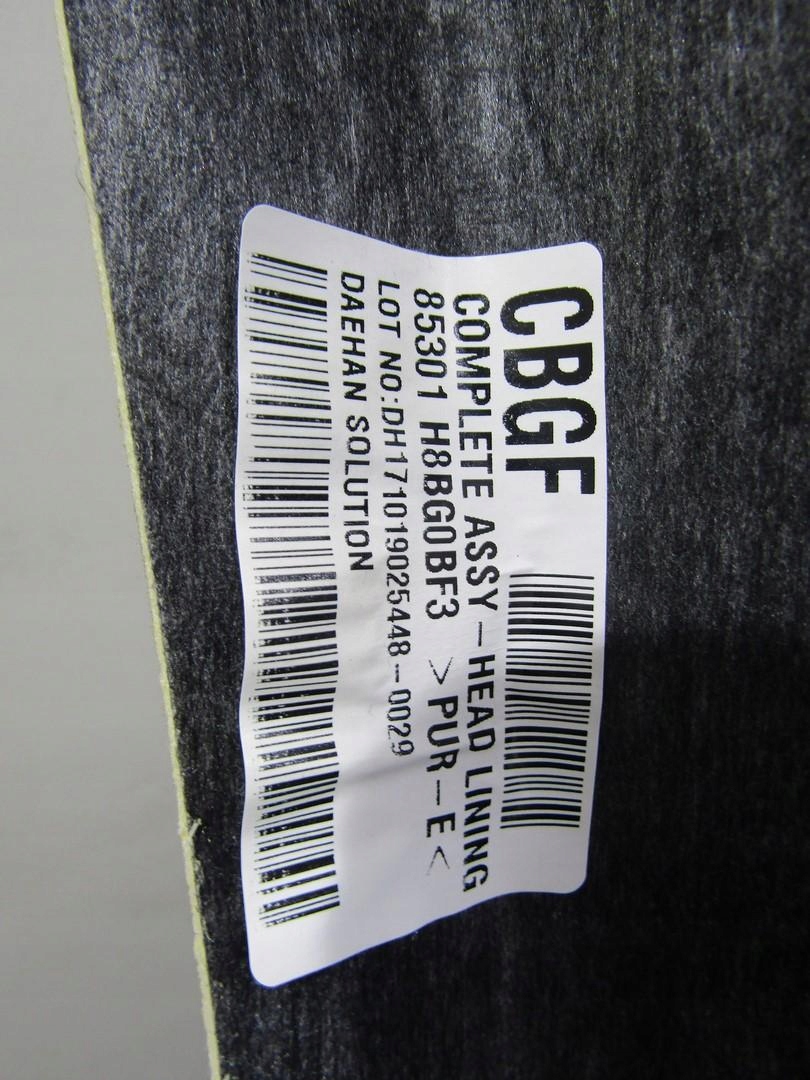 CBGF
COMPLETE ASSY-HEAD LINING
85301 H8BG0BF3 >PUR-E<
LOT NO:DH171019025448-0029
DAEHAN SOLUTION